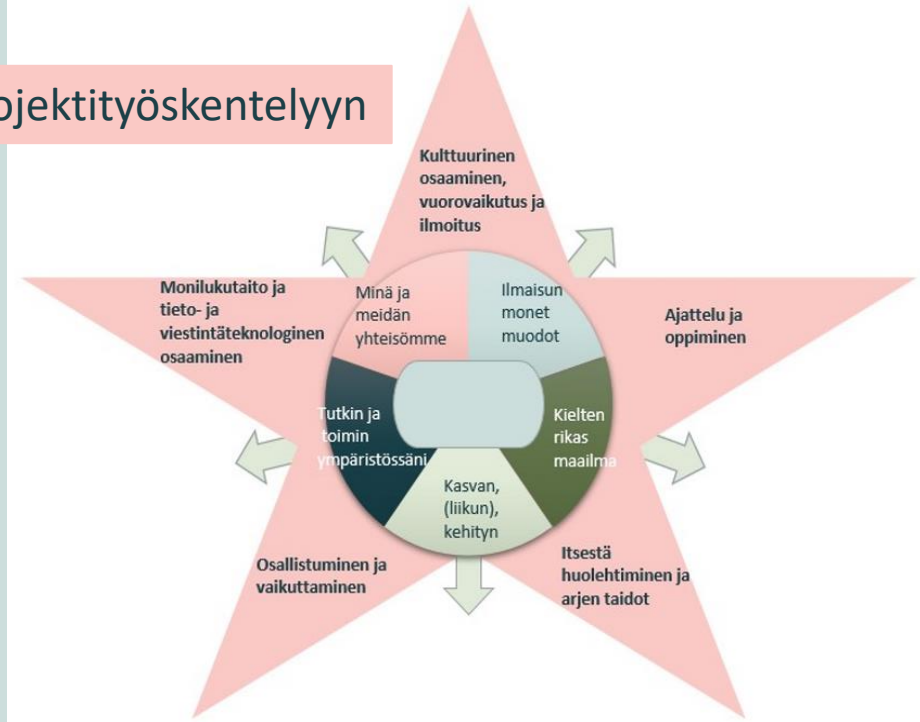 ojektityöskentelyyn
Kulttuurinen
osaaminen,
vuorovaikutus ja
ilmoitus
Monilukutaito ja
tieto- ja
viestintäteknologinen
osaaminen
Minä ja
meidän
yhteisömme
Ilmaisun
monet
muodot
Ajattelu ja
oppiminen
Tutkin ja
toimin
ympäristössäni
Kielten
rikas
maailma
Kasvan,
(liikun),
kehityn
Osallistuminen ja
vaikuttaminen
Itsestä
huolehtiminen ja
arjen taidot